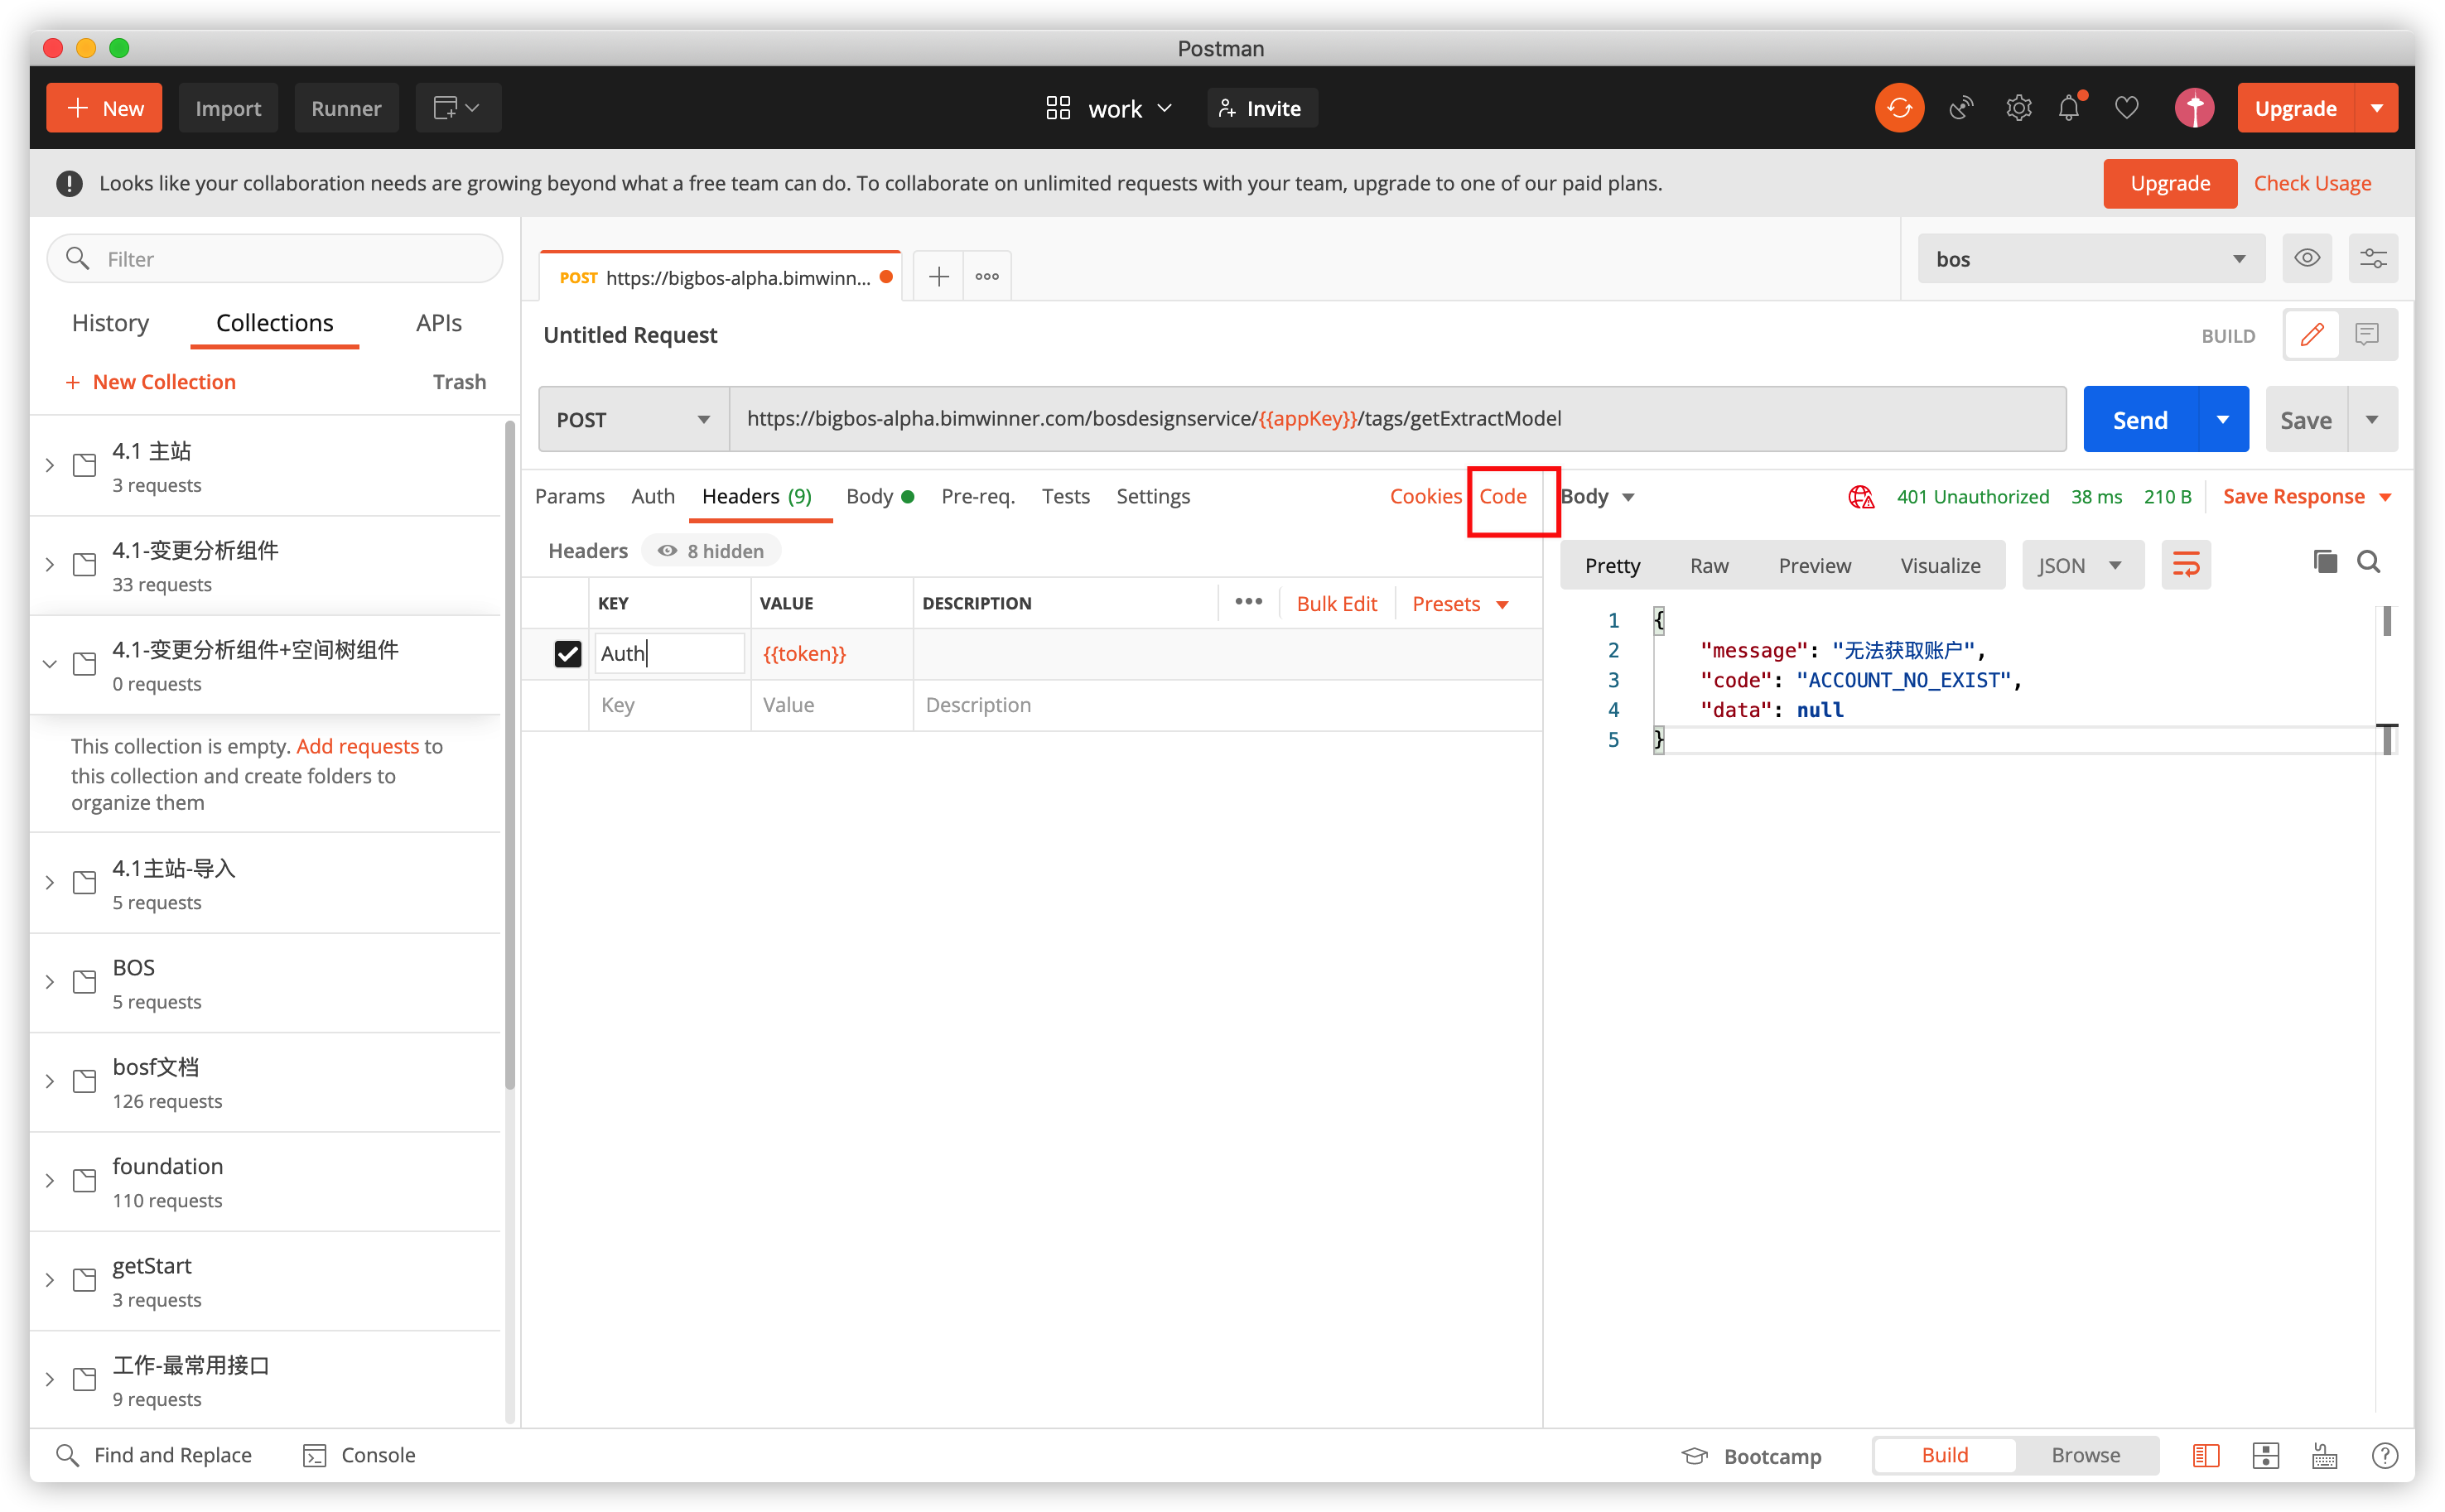 Postman
New
Import
Runner
work
Invite
Upgrade
Looks like your collaboration needs are growing beyond what a free team can do. To collaborate on unlimited requests with your team, upgrade to one of our paid plans.
Upgrade
Check Usage
Filter
History
Collections
APIs
+ New Collection
Trash
4.1 主站
3 requests
4.1-变更分析组件
33 requests
4.1-变更分析组件+空间树组件
0 requests
This collection is empty. Add requests to
this collection and create folders to
organize them
4.1主站-导入
5 requests
BOS
5 requests
bosf文档
126 requests
foundation
110 requests
getStart
3 requests
工作-最常用接口
9 requests
POST https://bigbos-alpha.bimwinn...
bos
Untitled Request
BUILD
POST
https://bigbos-alpha.bimwinner.com/bosdesignservice/{{appKey}}/tags/getExtractModel
Send
Save
Params
Auth
Headers (9)
Body
Pre-req.
Tests
Settings
Cookies
Code
Headers
8 hidden
KEY
VALUE
DESCRIPTION
Bulk Edit
Presets
Auth
{{token}}
Key
Value
Description
Body
401 Unauthorized
38 ms
210 B
Save Response
Pretty
Raw
Preview
Visualize
JSON
1 {
2 "message": "无法获取账户",
3 "code": "ACCOUNT_NO_EXIST",
4 "data": null
5 }
Find and Replace
Console
Bootcamp
Build
Browse